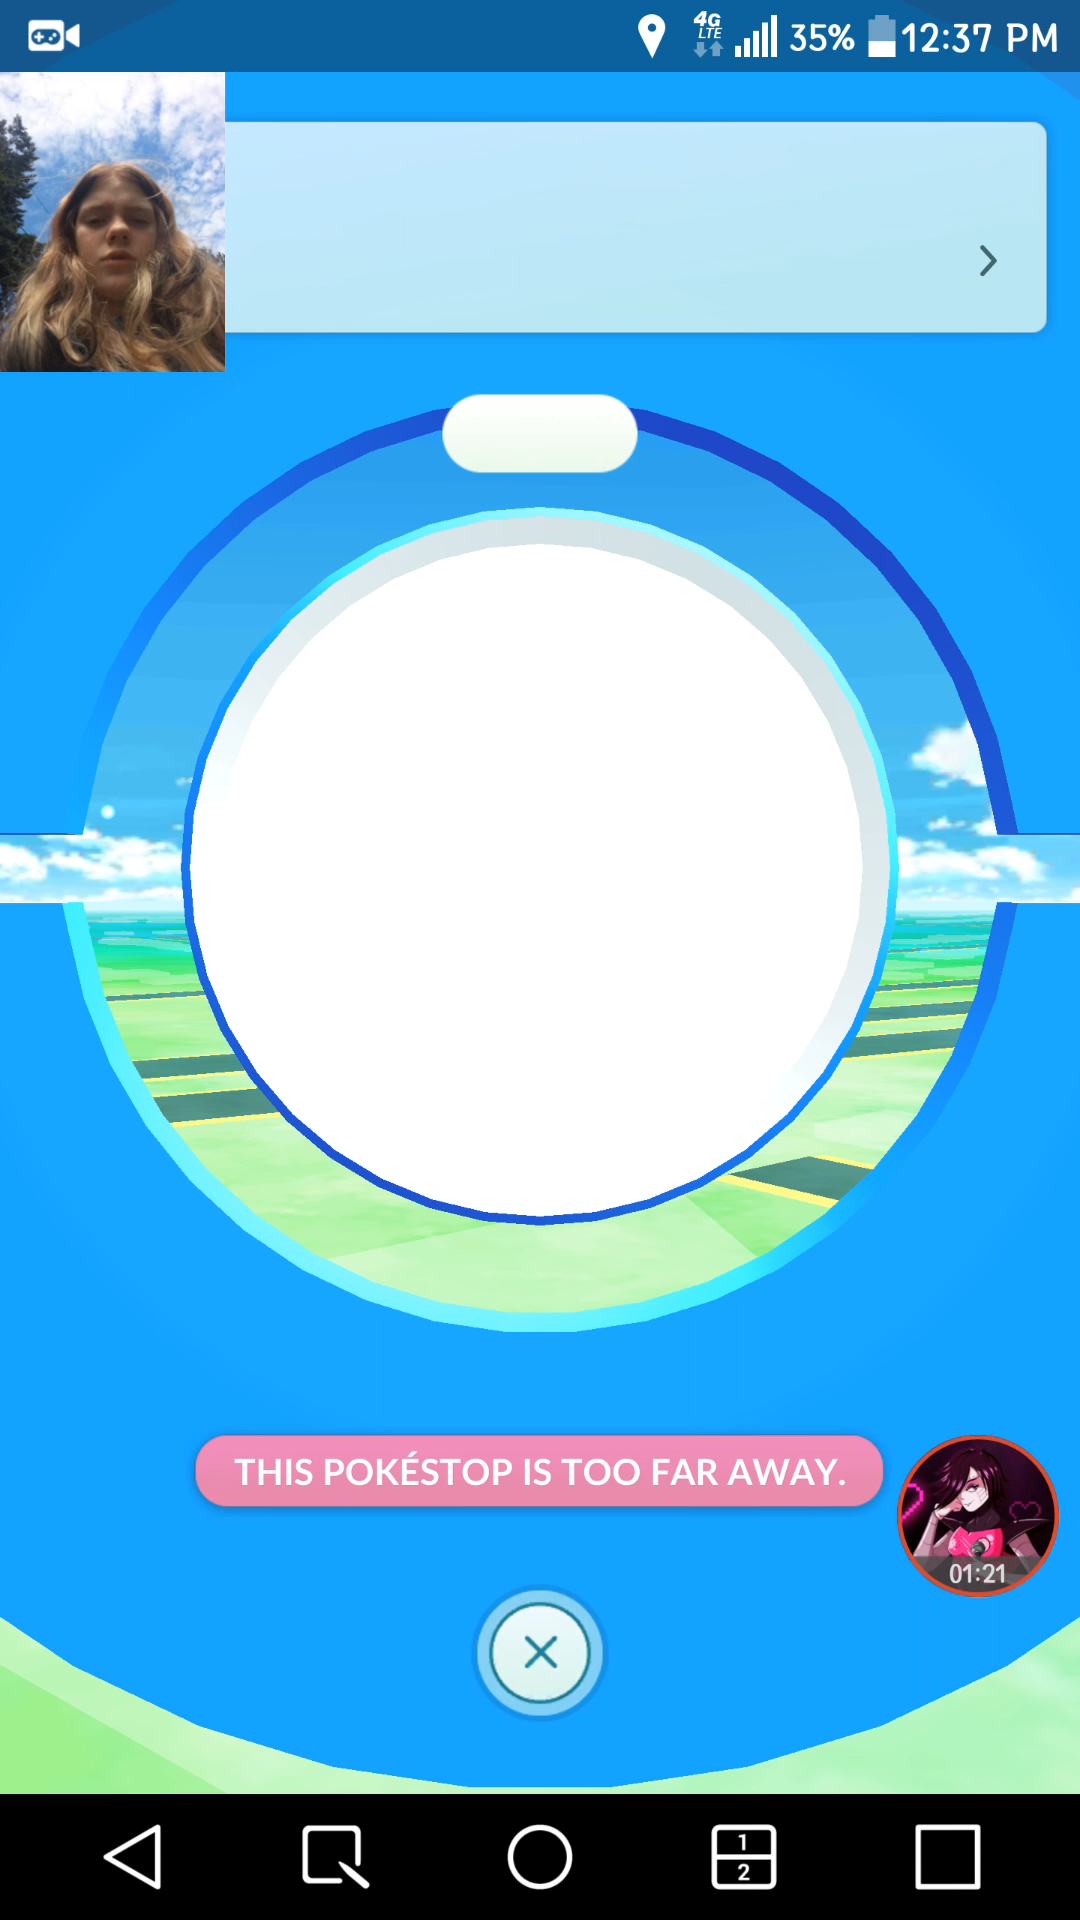 4G
LTE
35%
12:37 PM
THIS POKÉSTOP IS TOO FAR AWAY.
01:21
1
2